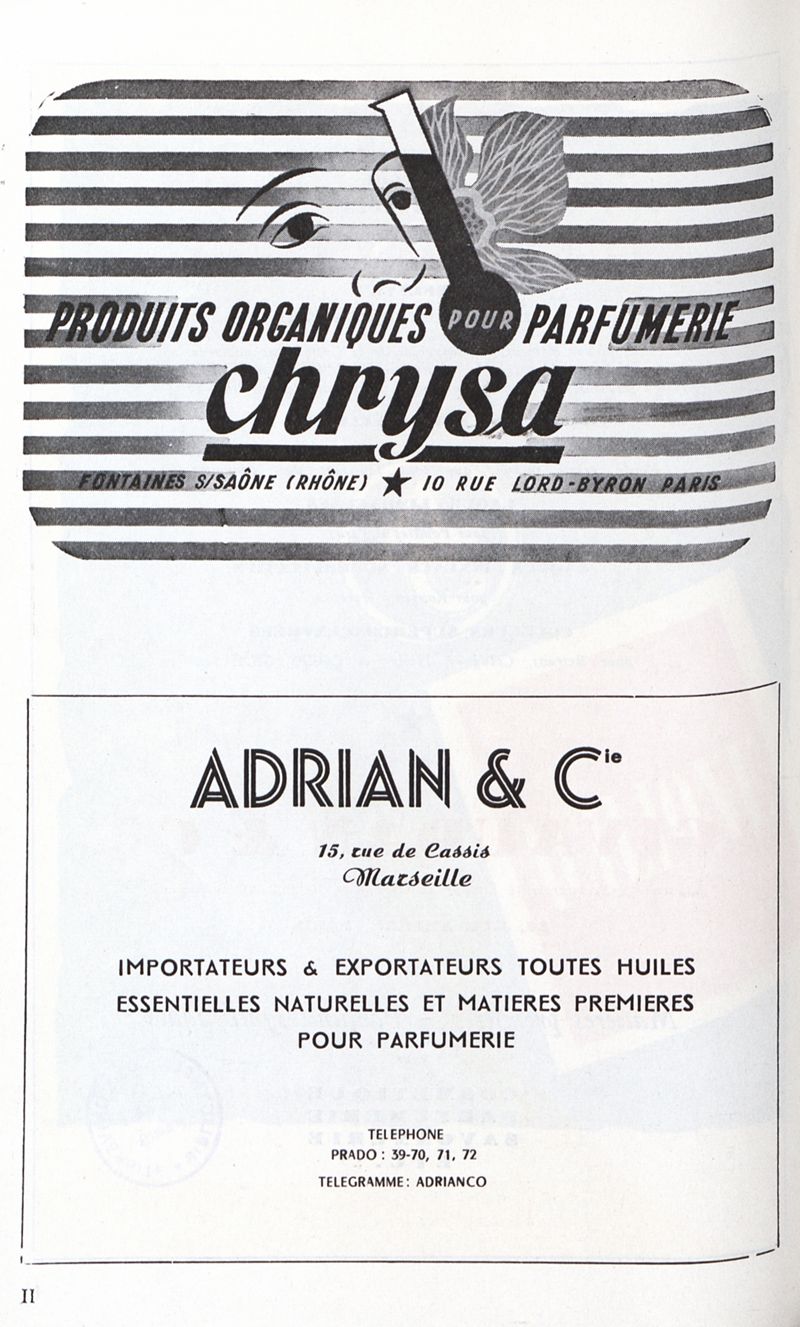 PRODUITS ORGANIQUES POUR PARFUMERIE
chrysa
FONTAINES S/SAÔNE (RHÔNE) ★ 10 RUE LORD-BYRON PARIS
ADRIAN & Cie
15, rue de Cassis
Marseille
IMPORTATEURS & EXPORTATEURS TOUTES HUILES
ESSENTIELLES NATURELLES ET MATIERES PREMIERES
POUR PARFUMERIE
TELEPHONE
PRADO : 39-70, 71, 72
TELEGRAMME : ADRIANCO
II